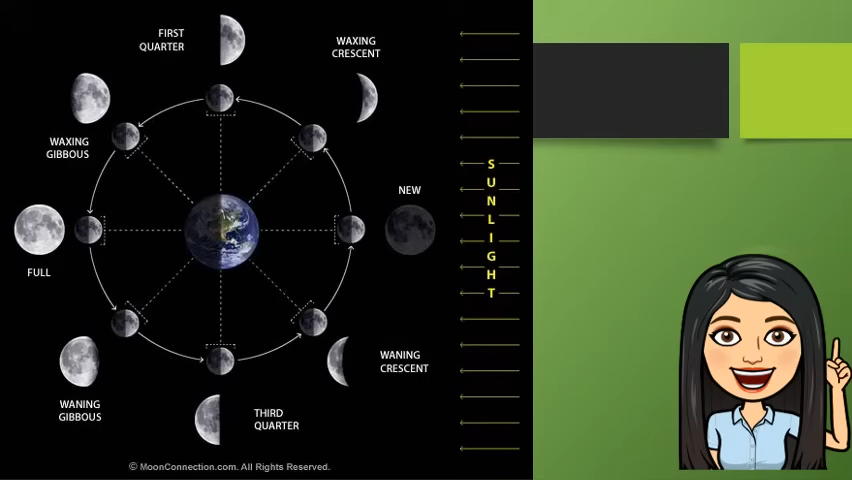 FIRST
QUARTER
WAXING
CRESCENT
WAXING
GIBBOUS
NEW
FULL
SUNLIGHT
WANING
CRESCENT
WANING
GIBBOUS
THIRD
QUARTER
© MoonConnection.com. All Rights Reserved.